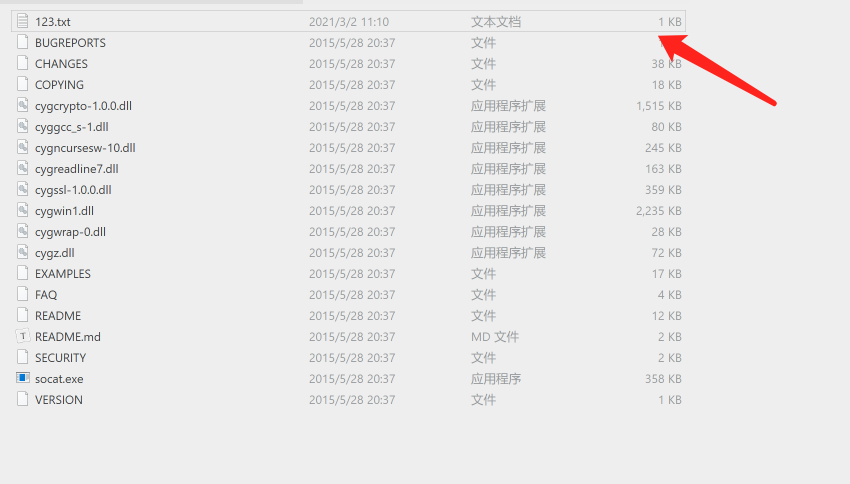 123.txt 2021/3/2 11:10 文本文档 1 KB
BUGREPORTS 2015/5/28 20:37 文件
CHANGES 2015/5/28 20:37 文件 38 KB
COPYING 2015/5/28 20:37 文件 18 KB
cygcrypto-1.0.0.dll 2015/5/28 20:37 应用程序扩展 1,515 KB
cyggcc_s-1.dll 2015/5/28 20:37 应用程序扩展 80 KB
cygncursesw-10.dll 2015/5/28 20:37 应用程序扩展 245 KB
cygreadline7.dll 2015/5/28 20:37 应用程序扩展 163 KB
cygssl-1.0.0.dll 2015/5/28 20:37 应用程序扩展 359 KB
cygwin1.dll 2015/5/28 20:37 应用程序扩展 2,235 KB
cygwrap-0.dll 2015/5/28 20:37 应用程序扩展 28 KB
cygz.dll 2015/5/28 20:37 应用程序扩展 72 KB
EXAMPLES 2015/5/28 20:37 文件 17 KB
FAQ 2015/5/28 20:37 文件 4 KB
README 2015/5/28 20:37 文件 12 KB
README.md 2015/5/28 20:37 MD 文件 2 KB
SECURITY 2015/5/28 20:37 文件 2 KB
socat.exe 2015/5/28 20:37 应用程序 358 KB
VERSION 2015/5/28 20:37 文件 1 KB